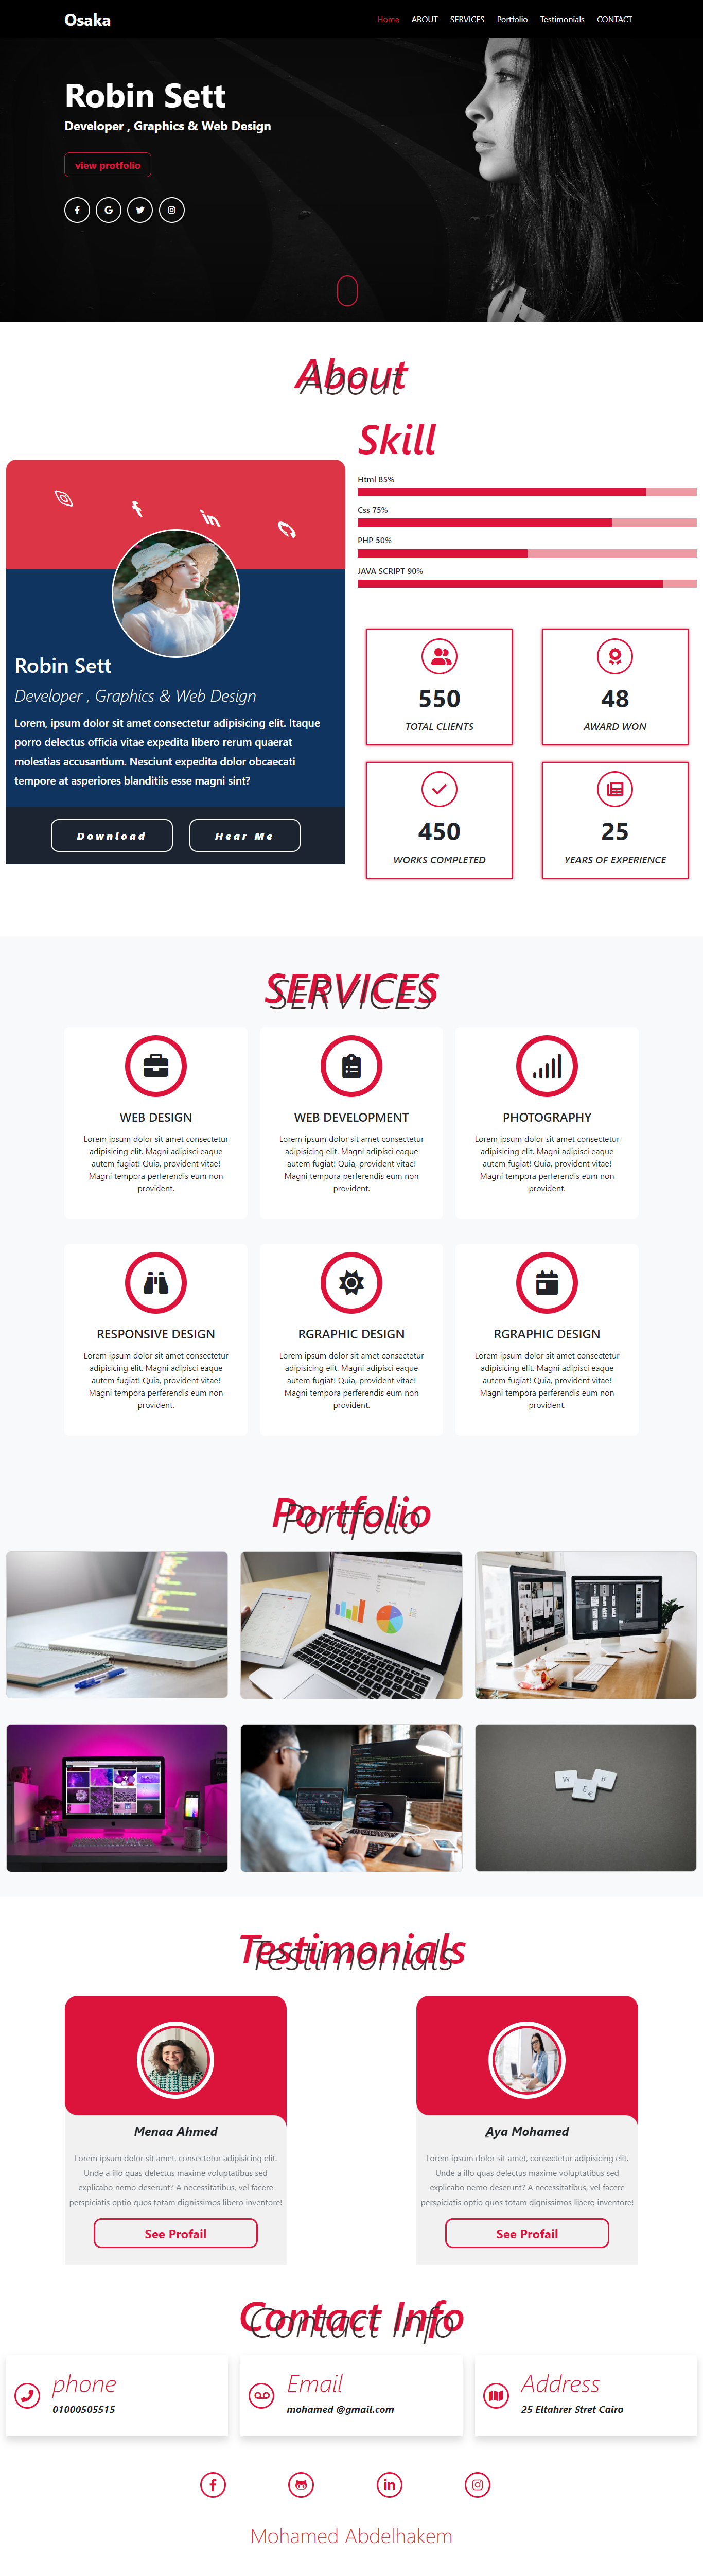 Osaka
Home ABOUT SERVICES Portfolio Testimonials CONTACT
Robin Sett
Developer , Graphics & Web Design
view protfolio
About
About
Robin Sett
Developer , Graphics & Web Design
Lorem, ipsum dolor sit amet consectetur adipisicing elit. Itaque
porro delectus officia vitae expedita libero rerum quaerat
molestias accusantium. Nesciunt expedita dolor obcaecati
tempore at asperiores blanditiis esse magni sint?
Download
Hear Me
Skill
Html 85%
Css 75%
PHP 50%
JAVA SCRIPT 90%
550
TOTAL CLIENTS
48
AWARD WON
450
WORKS COMPLETED
25
YEARS OF EXPERIENCE
SERVICES
SERVICES
WEB DESIGN
Lorem ipsum dolor sit amet consectetur
adipisicing elit. Magni adipisci eaque
autem fugiat! Quia, provident vitae!
Magni tempora perferendis eum non
provident.
WEB DEVELOPMENT
Lorem ipsum dolor sit amet consectetur
adipisicing elit. Magni adipisci eaque
autem fugiat! Quia, provident vitae!
Magni tempora perferendis eum non
provident.
PHOTOGRAPHY
Lorem ipsum dolor sit amet consectetur
adipisicing elit. Magni adipisci eaque
autem fugiat! Quia, provident vitae!
Magni tempora perferendis eum non
provident.
RESPONSIVE DESIGN
Lorem ipsum dolor sit amet consectetur
adipisicing elit. Magni adipisci eaque
autem fugiat! Quia, provident vitae!
Magni tempora perferendis eum non
provident.
RGRAPHIC DESIGN
Lorem ipsum dolor sit amet consectetur
adipisicing elit. Magni adipisci eaque
autem fugiat! Quia, provident vitae!
Magni tempora perferendis eum non
provident.
RGRAPHIC DESIGN
Lorem ipsum dolor sit amet consectetur
adipisicing elit. Magni adipisci eaque
autem fugiat! Quia, provident vitae!
Magni tempora perferendis eum non
provident.
Portfolio
Portfolio
W E B
Testimonials
Testimonials
Menaa Ahmed
Lorem ipsum dolor sit amet, consectetur adipisicing elit.
Unde a illo quas delectus maxime voluptatibus sed
explicabo nemo deserunt? A necessitatibus, vel facere
perspiciatis optio quos totam dignissimos libero inventore!
See Profail
Aya Mohamed
Lorem ipsum dolor sit amet, consectetur adipisicing elit.
Unde a illo quas delectus maxime voluptatibus sed
explicabo nemo deserunt? A necessitatibus, vel facere
perspiciatis optio quos totam dignissimos libero inventore!
See Profail
Contact Info
Contact Info
phone
01000505515
Email
mohamed @gmail.com
Address
25 Eltahrer Stret Cairo
Mohamed Abdelhakem